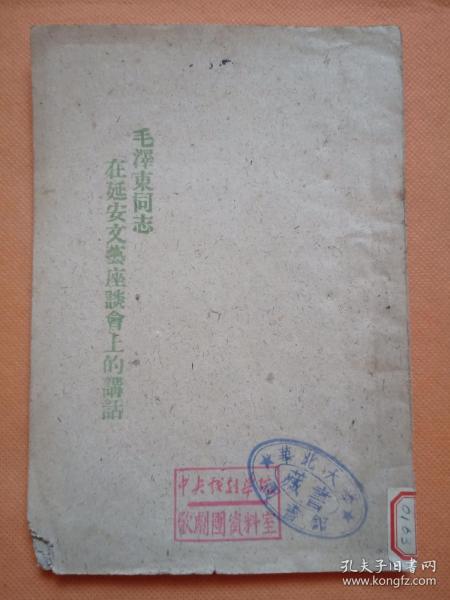 毛澤東同志
在延安文藝座談會上的講話
中央戲劇學院
歌劇團資料室
華北大學
藏書
0163
孔夫子旧书网
www.kongfz.com